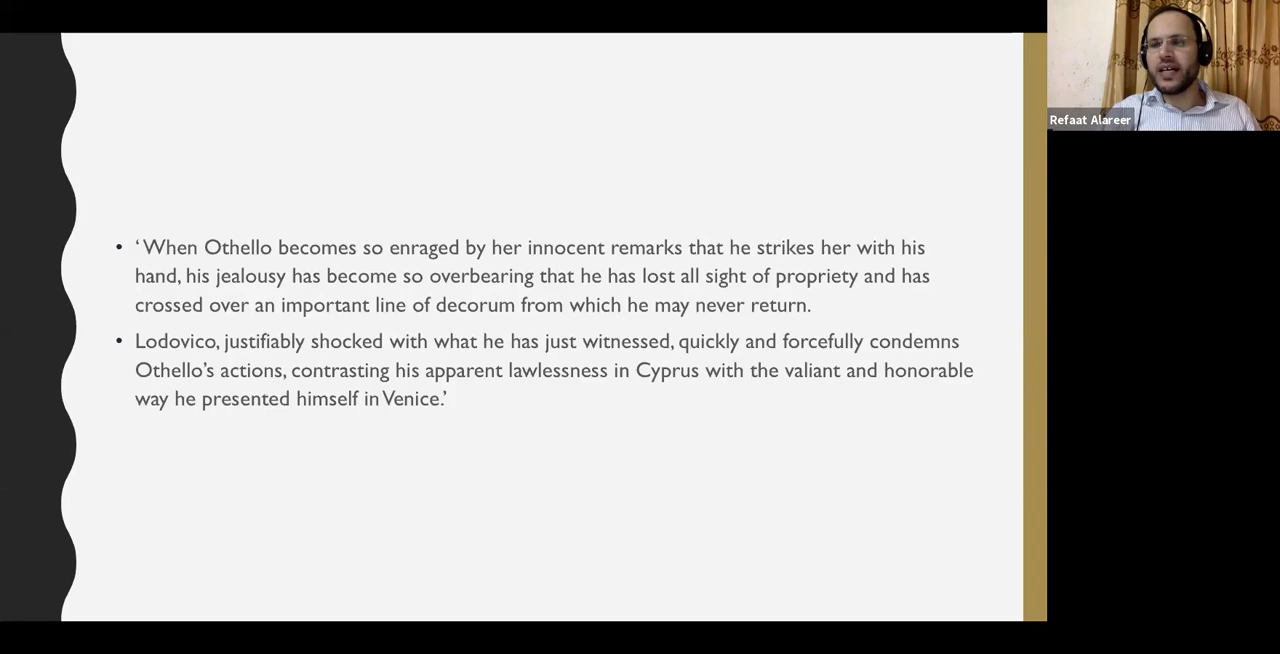 • ‘ When Othello becomes so enraged by her innocent remarks that he strikes her with his
hand, his jealousy has become so overbearing that he has lost all sight of propriety and has
crossed over an important line of decorum from which he may never return.
• Lodovico, justifiably shocked with what he has just witnessed, quickly and forcefully condemns
Othello’s actions, contrasting his apparent lawlessness in Cyprus with the valiant and honorable
way he presented himself in Venice.’
Refaat Alareer